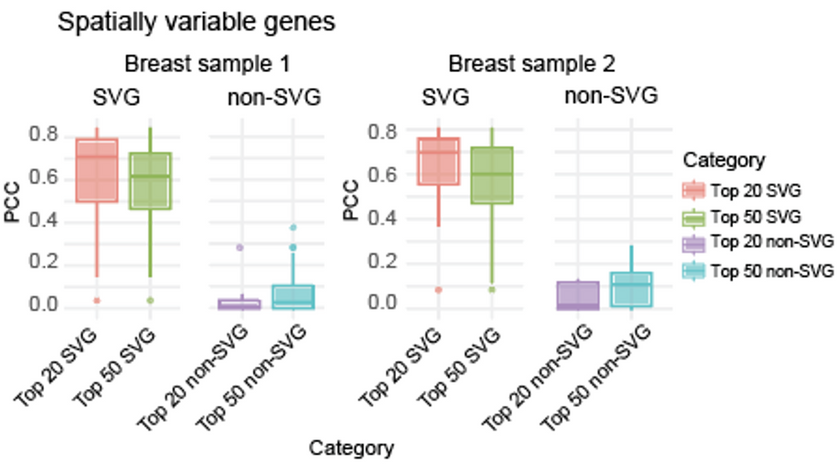 Spatially variable genes
Breast sample 1
Breast sample 2
SVG
non-SVG
SVG
non-SVG
PCC
0.8
0.6
0.4
0.2
0.0
PCC
0.8
0.6
0.4
0.2
0.0
Top 20 SVG
Top 50 SVG
Top 20 non-SVG
Top 50 non-SVG
Top 20 SVG
Top 50 SVG
Top 20 non-SVG
Top 50 non-SVG
Category
Category
Top 20 SVG
Top 50 SVG
Top 20 non-SVG
Top 50 non-SVG